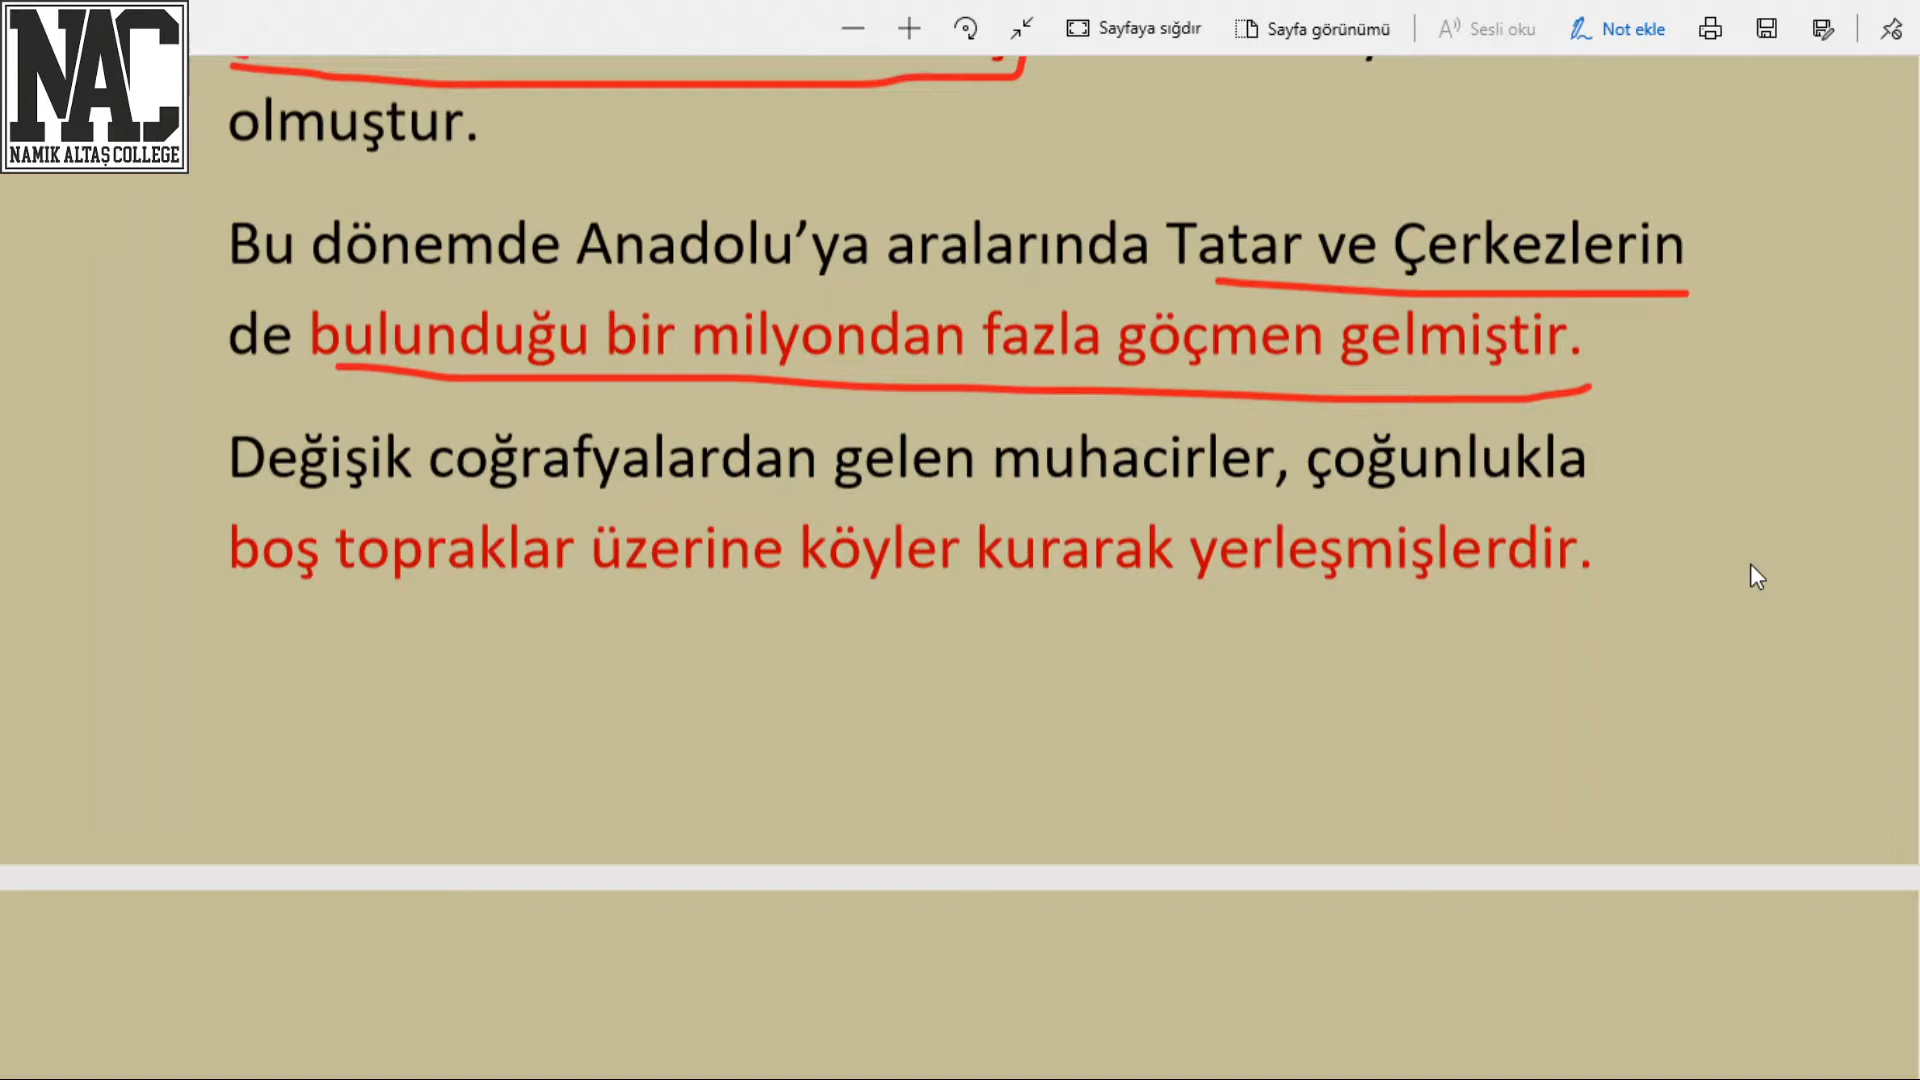 NAC
NAMIK ALTAŞ COLLEGE
Sayfaya sığdır
Sayfa görünümü
Sesli oku
Not ekle
olmuştur.
Bu dönemde Anadolu’ya aralarında Tatar ve Çerkezlerin
de bulunduğu bir milyondan fazla göçmen gelmiştir.
Değişik coğrafyalardan gelen muhacirler, çoğunlukla
boş topraklar üzerine köyler kurarak yerleşmişlerdir.